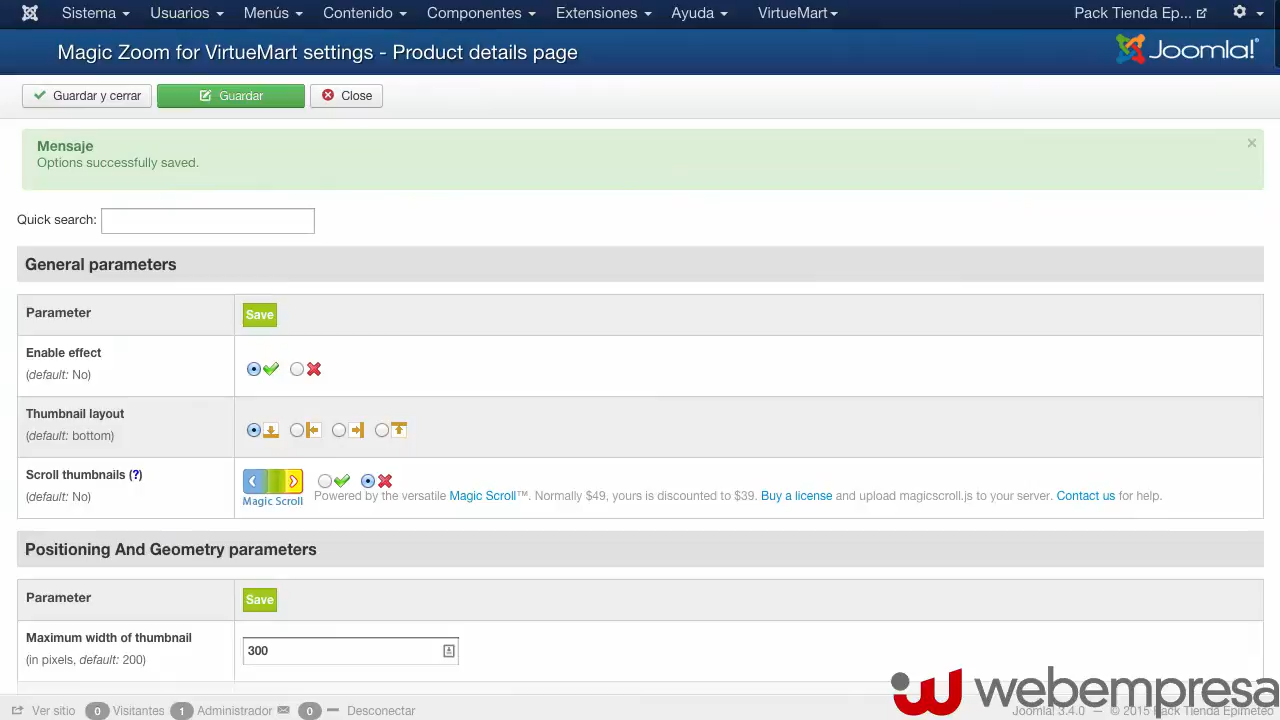 Sistema Usuarios Menús Contenido Componentes Extensiones Ayuda VirtueMart Pack Tienda Ep...
Magic Zoom for VirtueMart settings - Product details page
Joomla!®
Guardar y cerrar Guardar Close
Mensaje
Options successfully saved.
×
Quick search:
General parameters
Parameter Save
Enable effect
(default: No)
Thumbnail layout
(default: bottom)
Scroll thumbnails (?)
(default: No)
Magic Scroll
Powered by the versatile Magic Scroll™. Normally $49, yours is discounted to $39. Buy a license and upload magicscroll.js to your server. Contact us for help.
Positioning And Geometry parameters
Parameter Save
Maximum width of thumbnail
(in pixels, default: 200)
300
webempresa
Ver sitio 0 Visitantes 1 Administrador 0 Desconectar
Joomla! 3.4.0 — © 2015 Pack Tienda Epimeteo